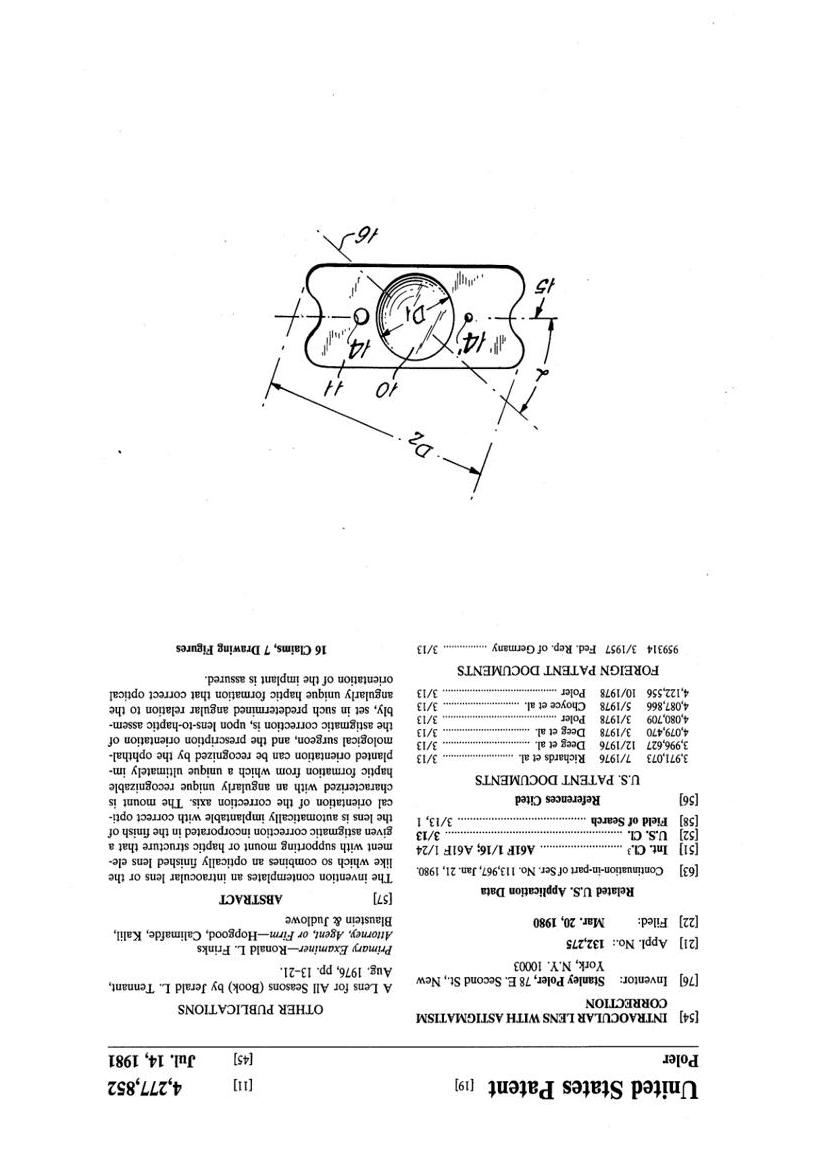 United States Patent [19]
[11] 4,277,852
Poler
[45] Jul. 14, 1981
[54] INTRAOCULAR LENS WITH ASTIGMATISM
CORRECTION
[76] Inventor: Stanley Poler, 78 E. Second St., New
York, N.Y. 10003
[21] Appl. No.: 132,275
[22] Filed: Mar. 20, 1980
Related U.S. Application Data
[63] Continuation-in-part of Ser. No. 113,967, Jan. 21, 1980.
[51] Int. Cl.³ ........................ A61F 1/16; A61F 1/24
[52] U.S. Cl. ........................ 3/13
[58] Field of Search ........................ 3/13, 1
[56] References Cited
U.S. PATENT DOCUMENTS
3,971,073 7/1976 Richards et al. ........................ 3/13
3,996,627 12/1976 Deeg et al. ........................ 3/13
4,079,470 3/1978 Deeg et al. ........................ 3/13
4,080,709 3/1978 Poler ........................ 3/13
4,087,866 5/1978 Choyce et al. ........................ 3/13
4,122,556 10/1978 Poler ........................ 3/13
FOREIGN PATENT DOCUMENTS
959314 3/1957 Fed. Rep. of Germany ............... 3/13
OTHER PUBLICATIONS
A Lens for All Seasons (Book) by Jerald L. Tennant,
Aug. 1976, pp. 13-21.
Primary Examiner—Ronald L. Frinks
Attorney, Agent, or Firm—Hopgood, Calimafde, Kalil,
Blaustein & Judlowe
[57] ABSTRACT
The invention contemplates an intraocular lens or the
like which so combines an optically finished lens ele-
ment with supporting mount or haptic structure that a
given astigmatic correction incorporated in the finish of
the lens is automatically implantable with correct opti-
cal orientation of the correction axis. The mount is
characterized with an angularly unique recognizable
haptic formation from which a unique ultimately im-
planted orientation can be recognized by the ophthal-
mological surgeon, and the prescription orientation of
the astigmatic correction is, upon lens-to-haptic assem-
bly, set in such predetermined angular relation to the
angularly unique haptic formation that correct optical
orientation of the implant is assured.
16 Claims, 7 Drawing Figures
D2
10
11
α
14'
14
D1
15
16